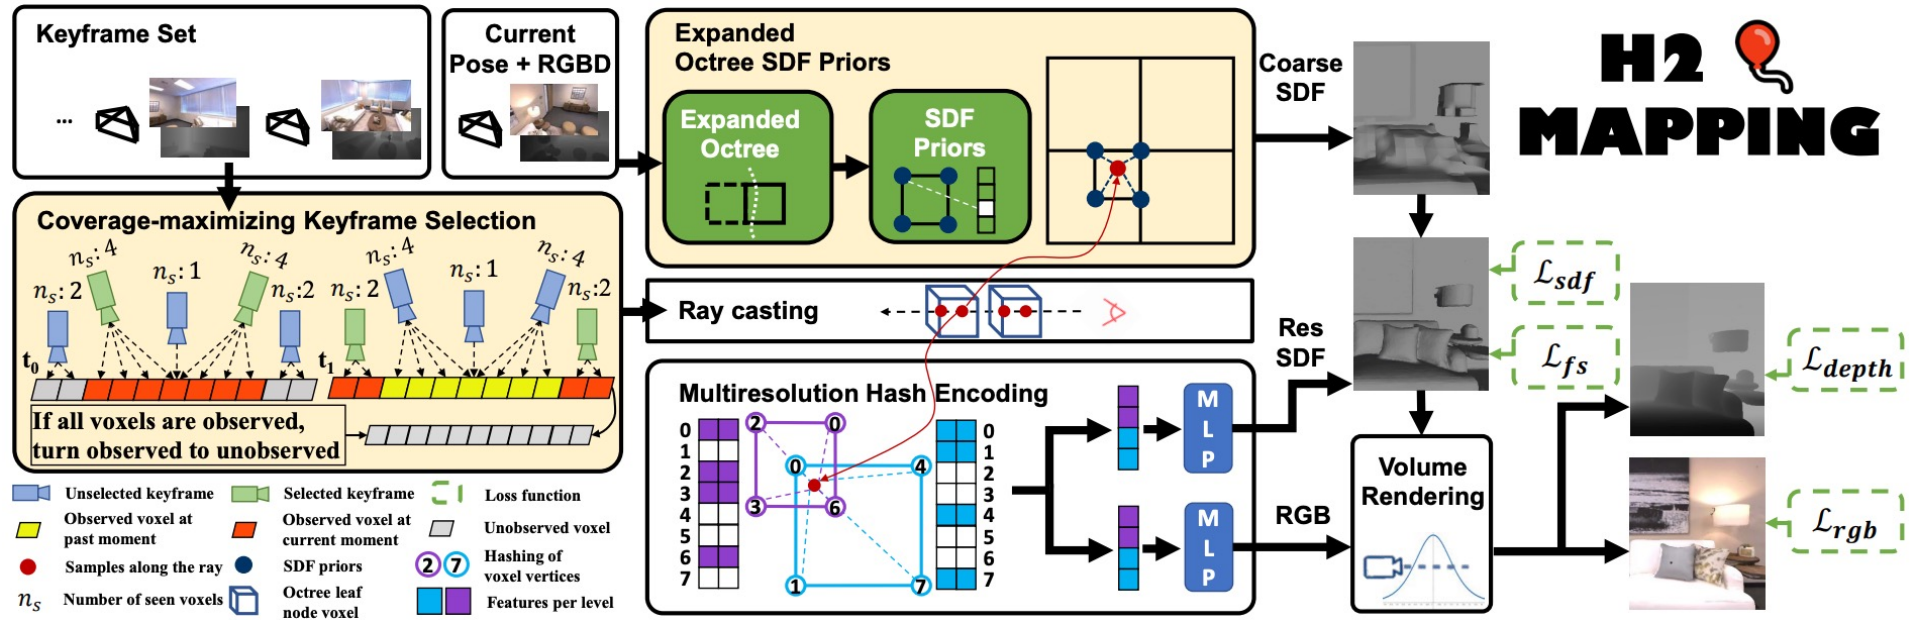 Keyframe Set
...
Current
Pose + RGBD
Expanded
Octree SDF Priors
Expanded
Octree
SDF
Priors
Coarse
SDF
H2
MAPPING
Coverage-maximizing Keyframe Selection
n_s: 2
n_s: 4
n_s: 1
n_s: 4
n_s:2
t_0
n_s: 2
n_s: 4
n_s: 1
n_s: 4
n_s:2
t_1
If all voxels are observed,
turn observed to unobserved
Ray casting
Res
SDF
Multiresolution Hash Encoding
0
1
2
3
4
5
6
7
2
0
3
6
0
4
1
7
0
1
2
3
4
5
6
7
M
L
P
M
L
P
RGB
Volume
Rendering
ℒ_sdf
ℒ_fs
ℒ_depth
ℒ_rgb
Unselected keyframe
Selected keyframe
Loss function
Observed voxel at
past moment
Observed voxel at
current moment
Unobserved voxel
Samples along the ray
SDF priors
2 7
Hashing of
voxel vertices
n_s
Number of seen voxels
Octree leaf
node voxel
Features per level